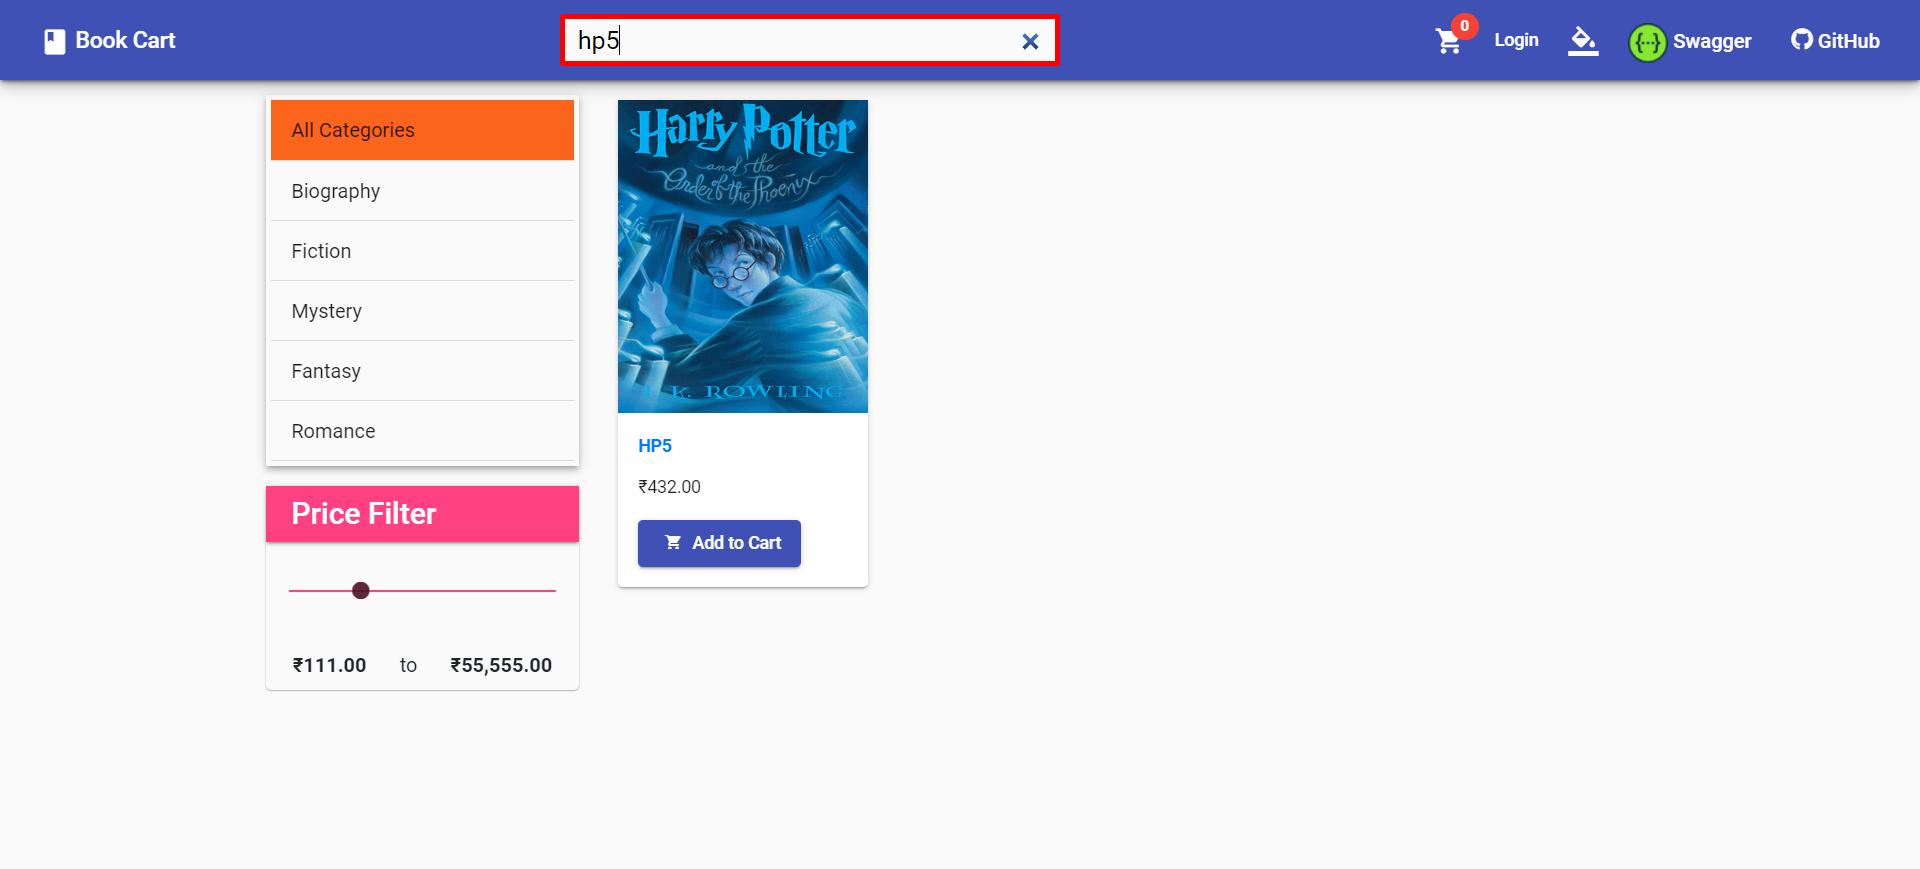 Book Cart
hp5
0
Login
Swagger
GitHub
All Categories
Biography
Fiction
Mystery
Fantasy
Romance
Price Filter
₹111.00 to ₹55,555.00
Harry Potter
and the
Order of the Phoenix
J. K. ROWLING
HP5
₹432.00
Add to Cart